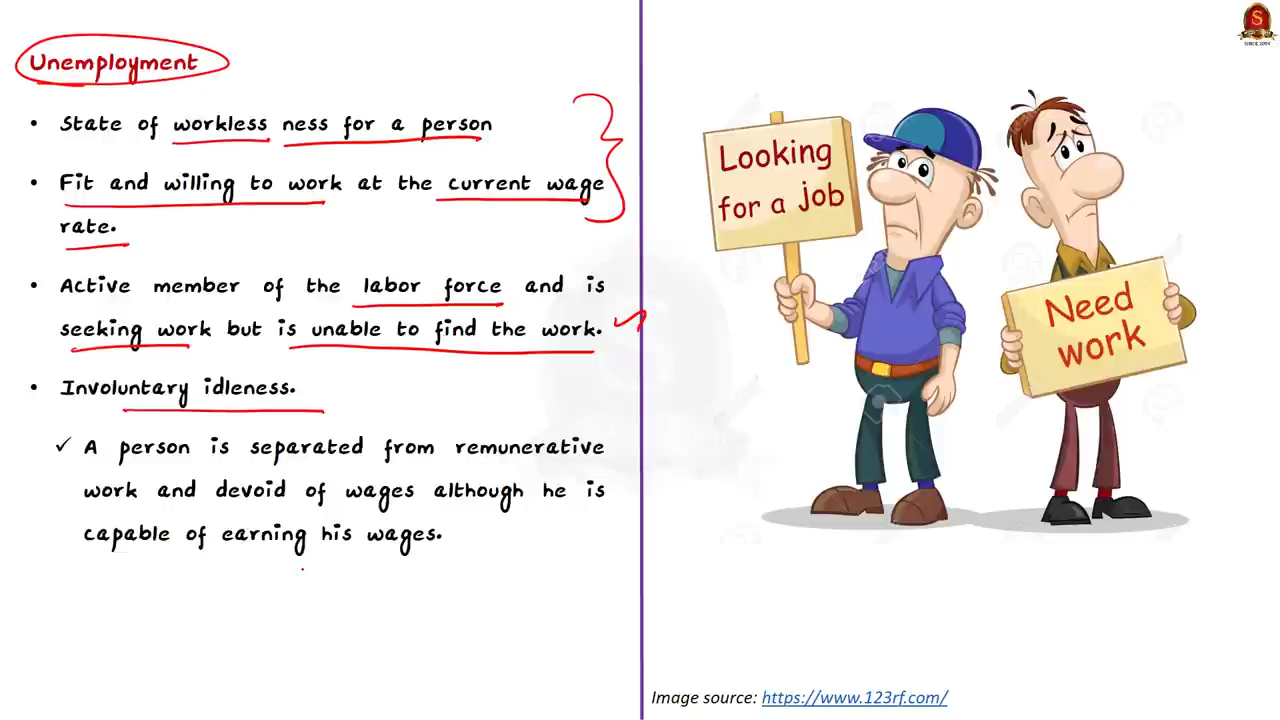 Unemployment
• State of workless ness for a person
• Fit and willing to work at the current wage
rate.
• Active member of the labor force and is
seeking work but is unable to find the work.
• Involuntary idleness.
✓ A person is separated from remunerative
work and devoid of wages although he is
capable of earning his wages.
Looking
for a job
Need
work
Image source: https://www.123rf.com/
S
SINCE 2004